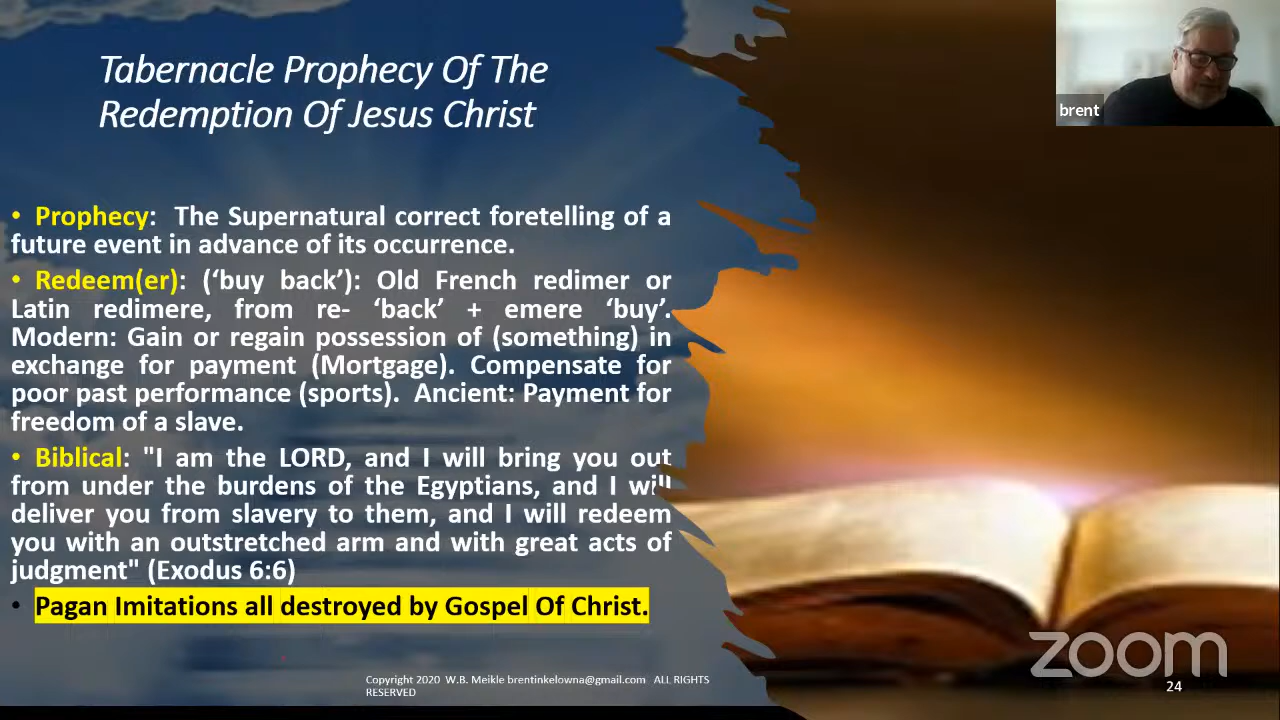 Tabernacle Prophecy Of The
Redemption Of Jesus Christ
brent
• Prophecy: The Supernatural correct foretelling of a
future event in advance of its occurrence.
• Redeem(er): (‘buy back’): Old French redimer or
Latin redimere, from re- ‘back’ + emere ‘buy’.
Modern: Gain or regain possession of (something) in
exchange for payment (Mortgage). Compensate for
poor past performance (sports). Ancient: Payment for
freedom of a slave.
• Biblical: "I am the LORD, and I will bring you out
from under the burdens of the Egyptians, and I will
deliver you from slavery to them, and I will redeem
you with an outstretched arm and with great acts of
judgment" (Exodus 6:6)
• Pagan Imitations all destroyed by Gospel Of Christ.
Copyright 2020 W.B. Meikle brentinkelowna@gmail.com ALL RIGHTS
RESERVED
zoom
24